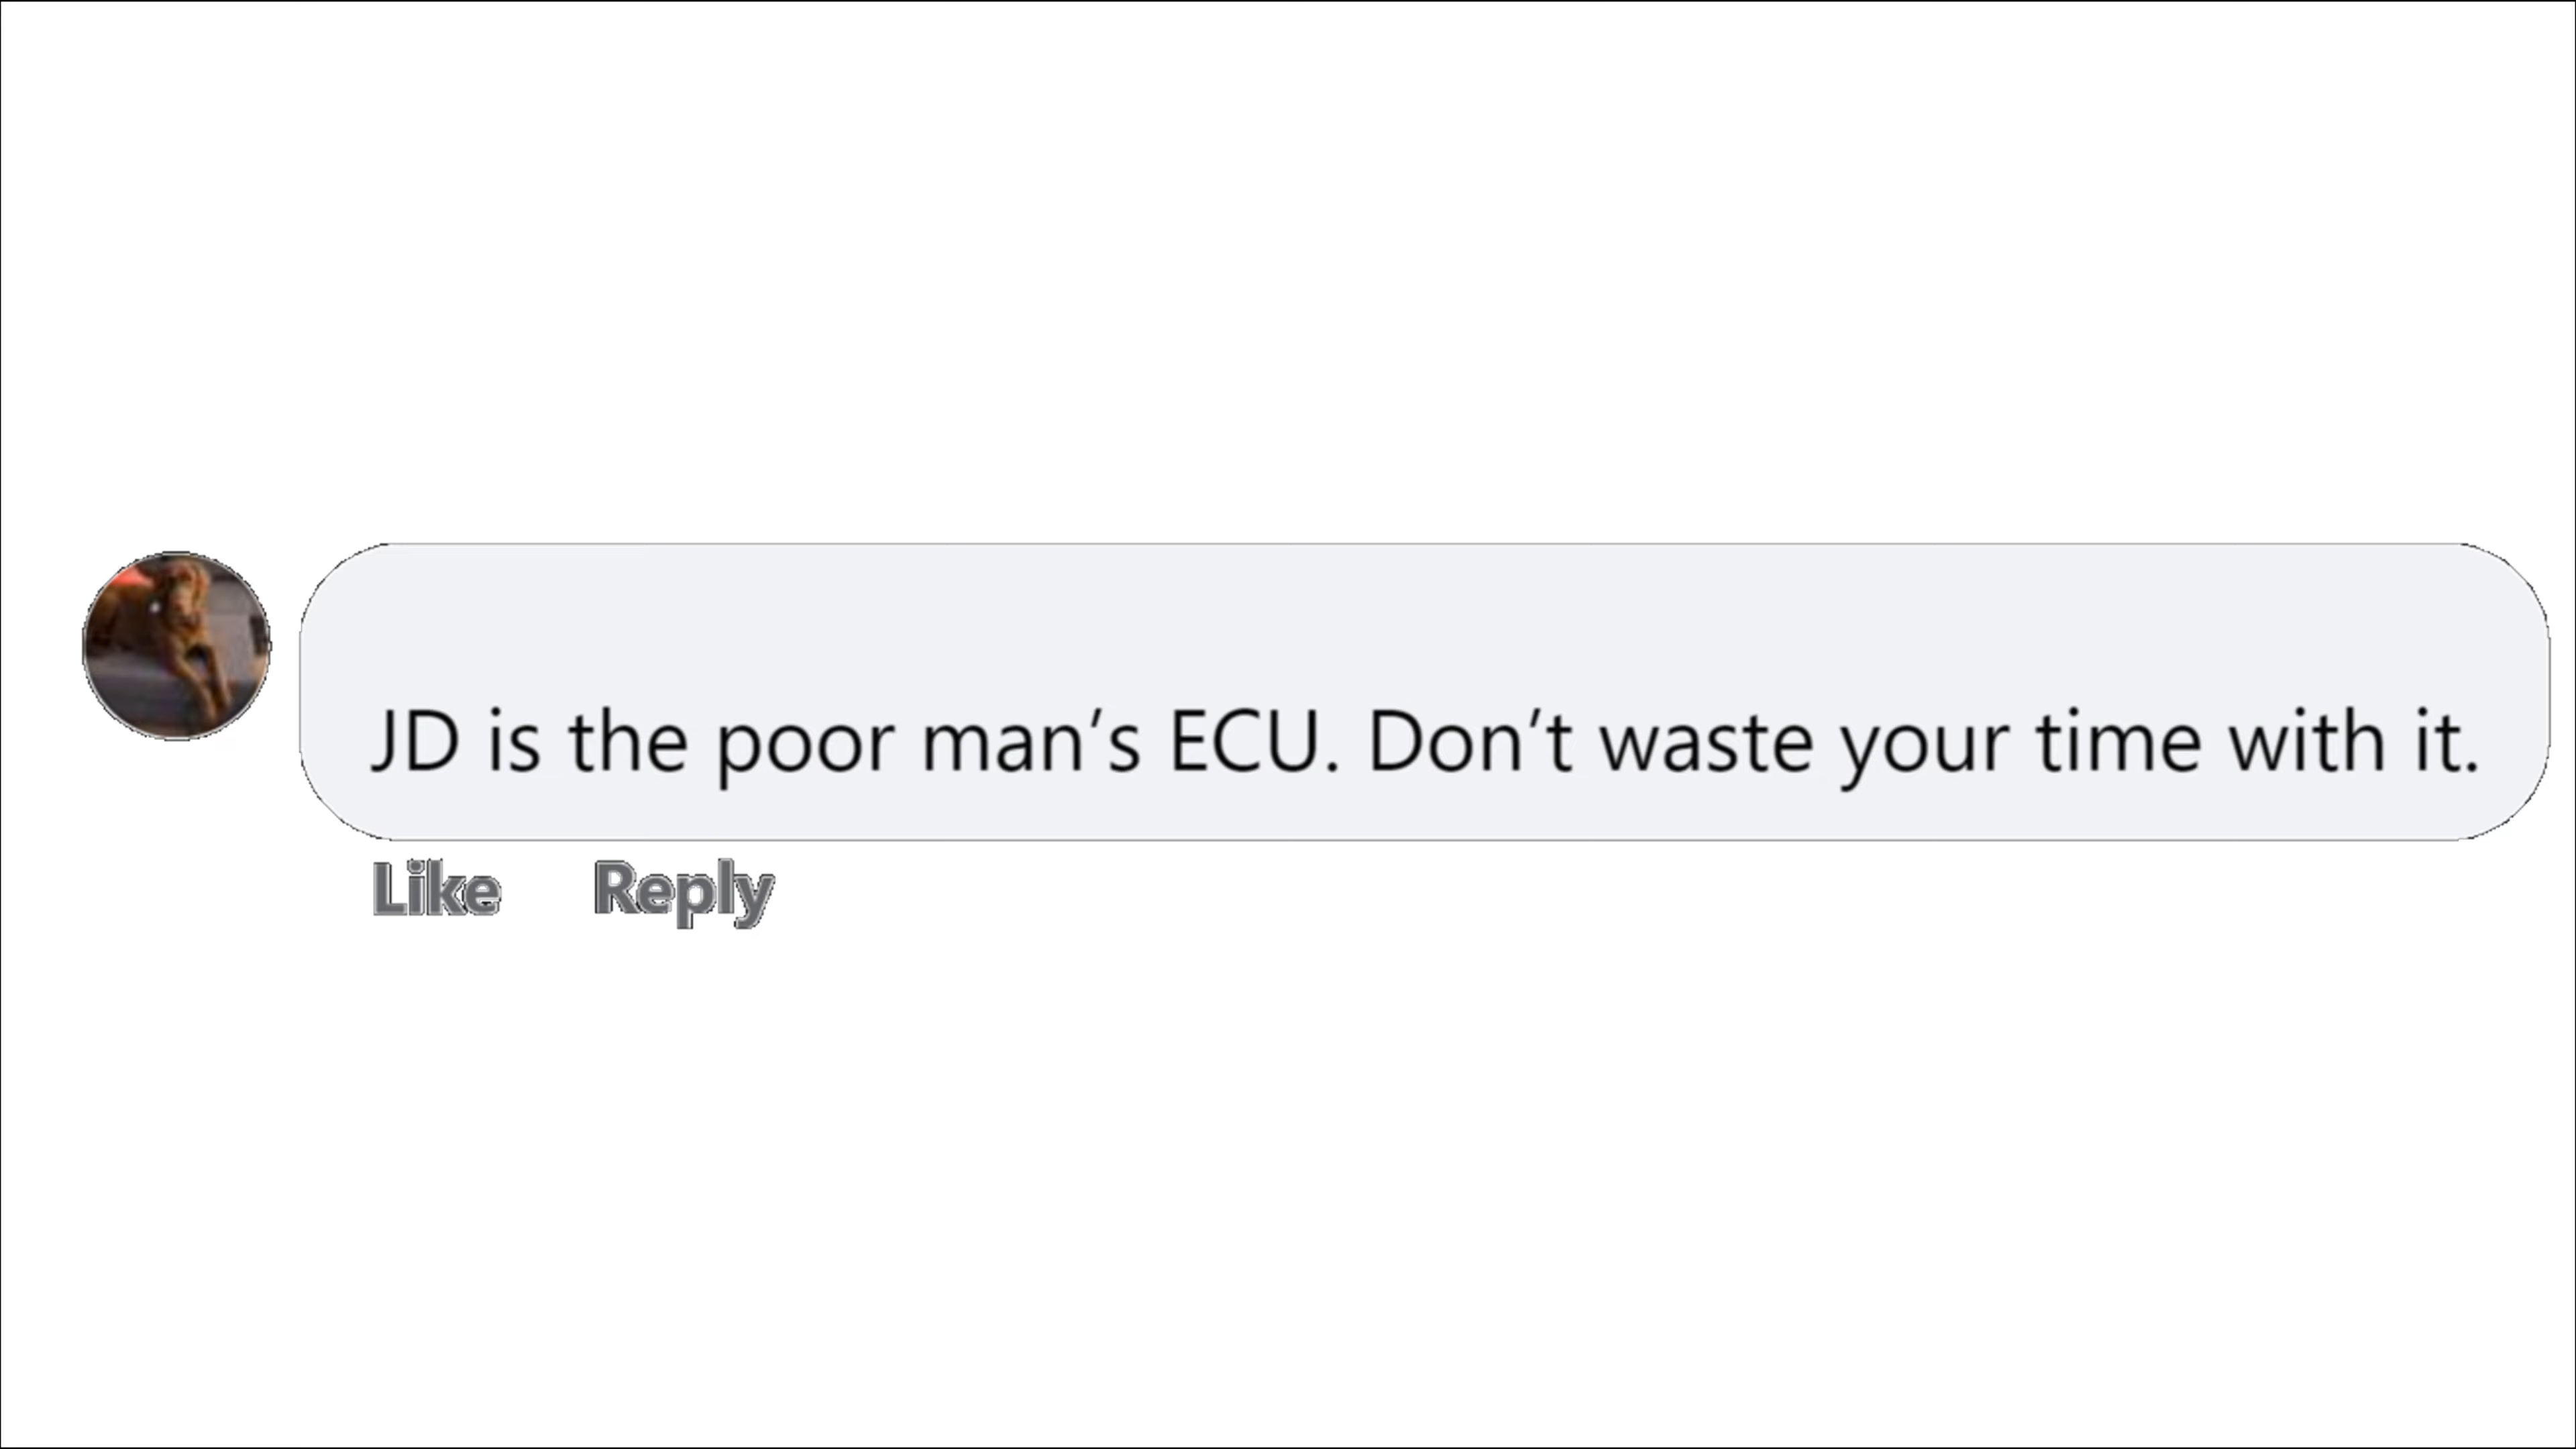 JD is the poor man’s ECU. Don’t waste your time with it.
Like Reply